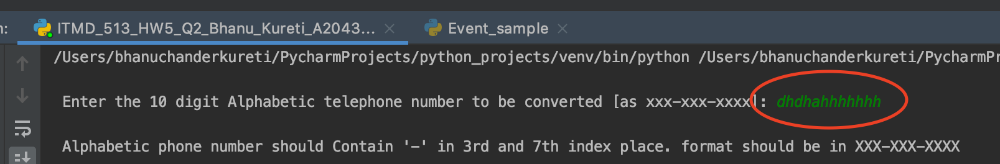 n: ITMD_513_HW5_Q2_Bhanu_Kureti_A2043... × Event_sample ×
/Users/bhanuchanderkureti/PycharmProjects/python_projects/venv/bin/python /Users/bhanuchanderkureti/PycharmPr
Enter the 10 digit Alphabetic telephone number to be converted [as xxx-xxx-xxxx]: dhdhahhhhhhh
Alphabetic phone number should Contain '-' in 3rd and 7th index place. format should be in XXX-XXX-XXXX